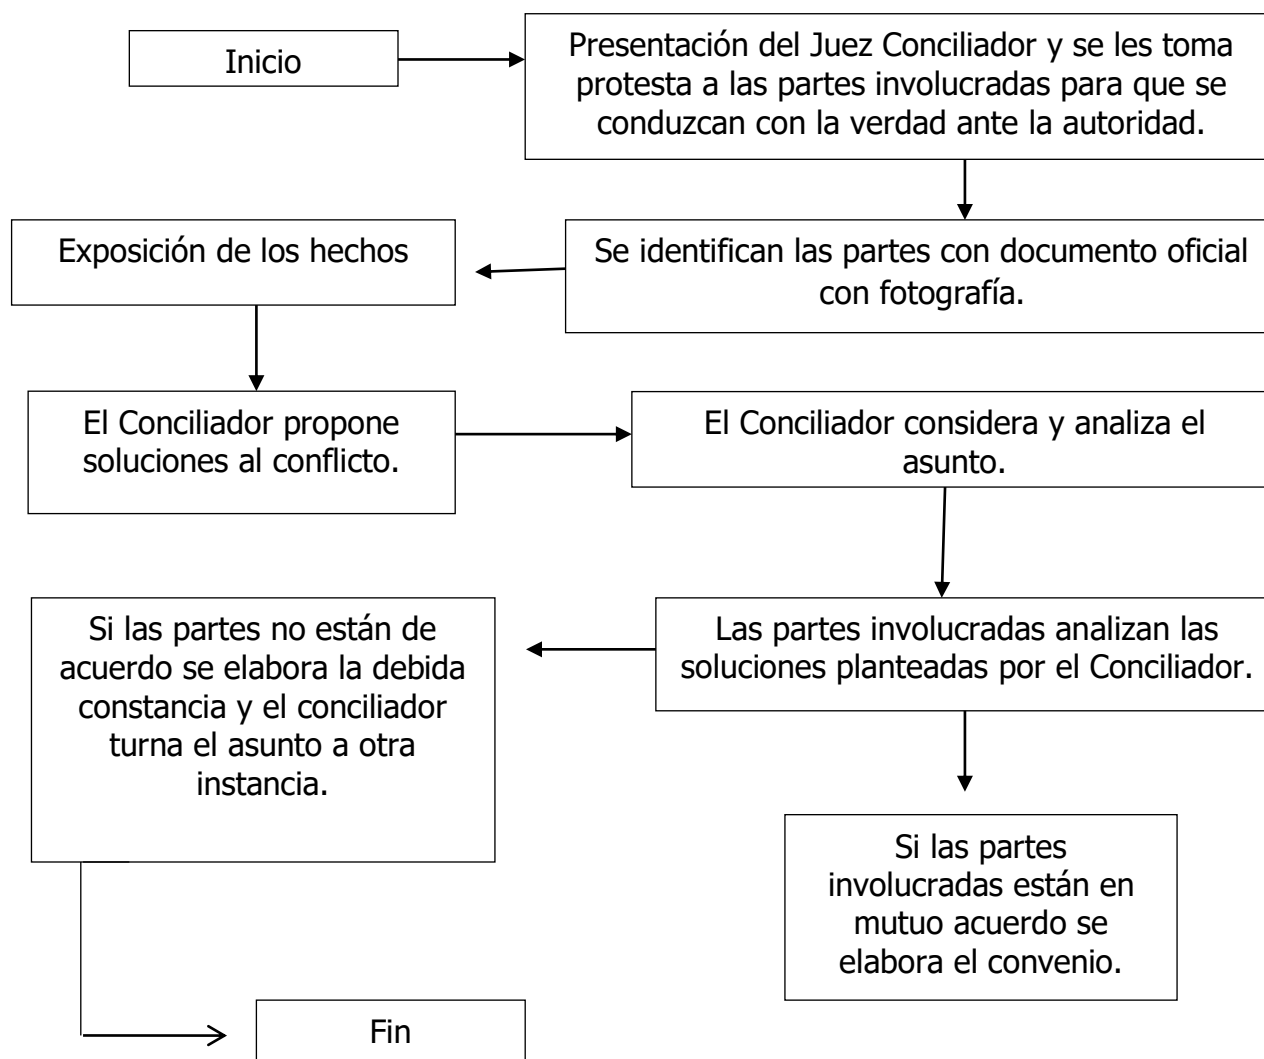 Inicio
Presentación del Juez Conciliador y se les toma
protesta a las partes involucradas para que se
conduzcan con la verdad ante la autoridad.
Se identifican las partes con documento oficial
con fotografía.
Exposición de los hechos
El Conciliador propone
soluciones al conflicto.
El Conciliador considera y analiza el
asunto.
Las partes involucradas analizan las
soluciones planteadas por el Conciliador.
Si las partes no están de
acuerdo se elabora la debida
constancia y el conciliador
turna el asunto a otra
instancia.
Si las partes
involucradas están en
mutuo acuerdo se
elabora el convenio.
Fin